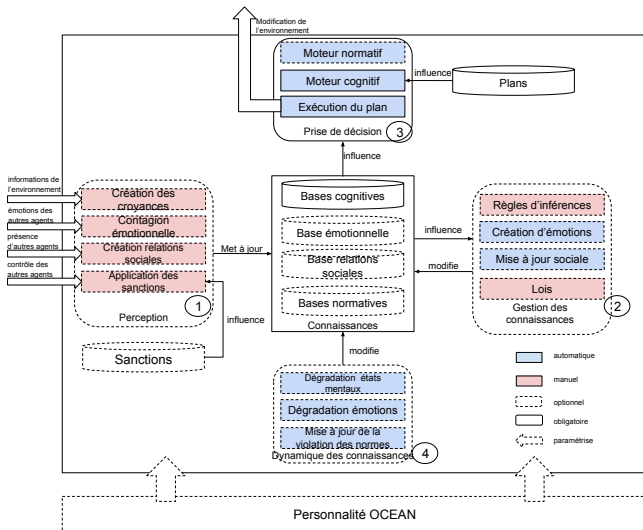 Modification de
l'environnement
Moteur normatif
Moteur cognitif
Exécution du plan
Prise de décision
3
influence
Plans
influence
informations de
l'environnement
émotions des
autres agents
présence
d'autres agents
contrôle
des autres agents
Création des
croyances
Contagion
émotionnelle
Création relations
sociales
Application des
sanctions
1
Perception
Met à jour
influence
Sanctions
Bases cognitives
Base émotionnelle
Base relations
sociales
Bases normatives
Connaissances
influence
modifie
Règles d'inférences
Création d'émotions
Mise à jour sociale
Lois
Gestion des
connaissances
2
modifie
Dégradation états
mentaux
Dégradation émotions
Mise à jour de la
violation des normes
Dynamique des connaissances
4
automatique
manuel
optionnel
obligatoire
paramétrise
Personnalité OCEAN